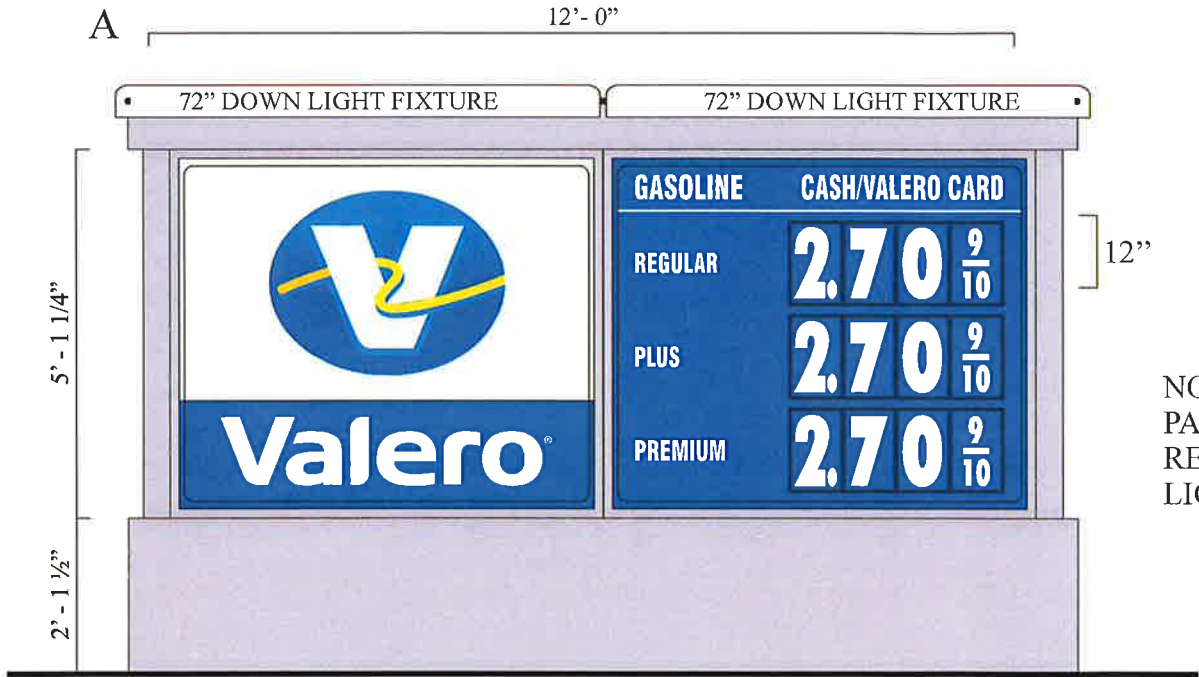 A
12’- 0”
72” DOWN LIGHT FIXTURE
72” DOWN LIGHT FIXTURE
5’ - 1 1/4”
2’ - 1 ½”
V
Valero®
GASOLINE CASH/VALERO CARD
REGULAR 2.70 9/10
PLUS 2.70 9/10
PREMIUM 2.70 9/10
12”